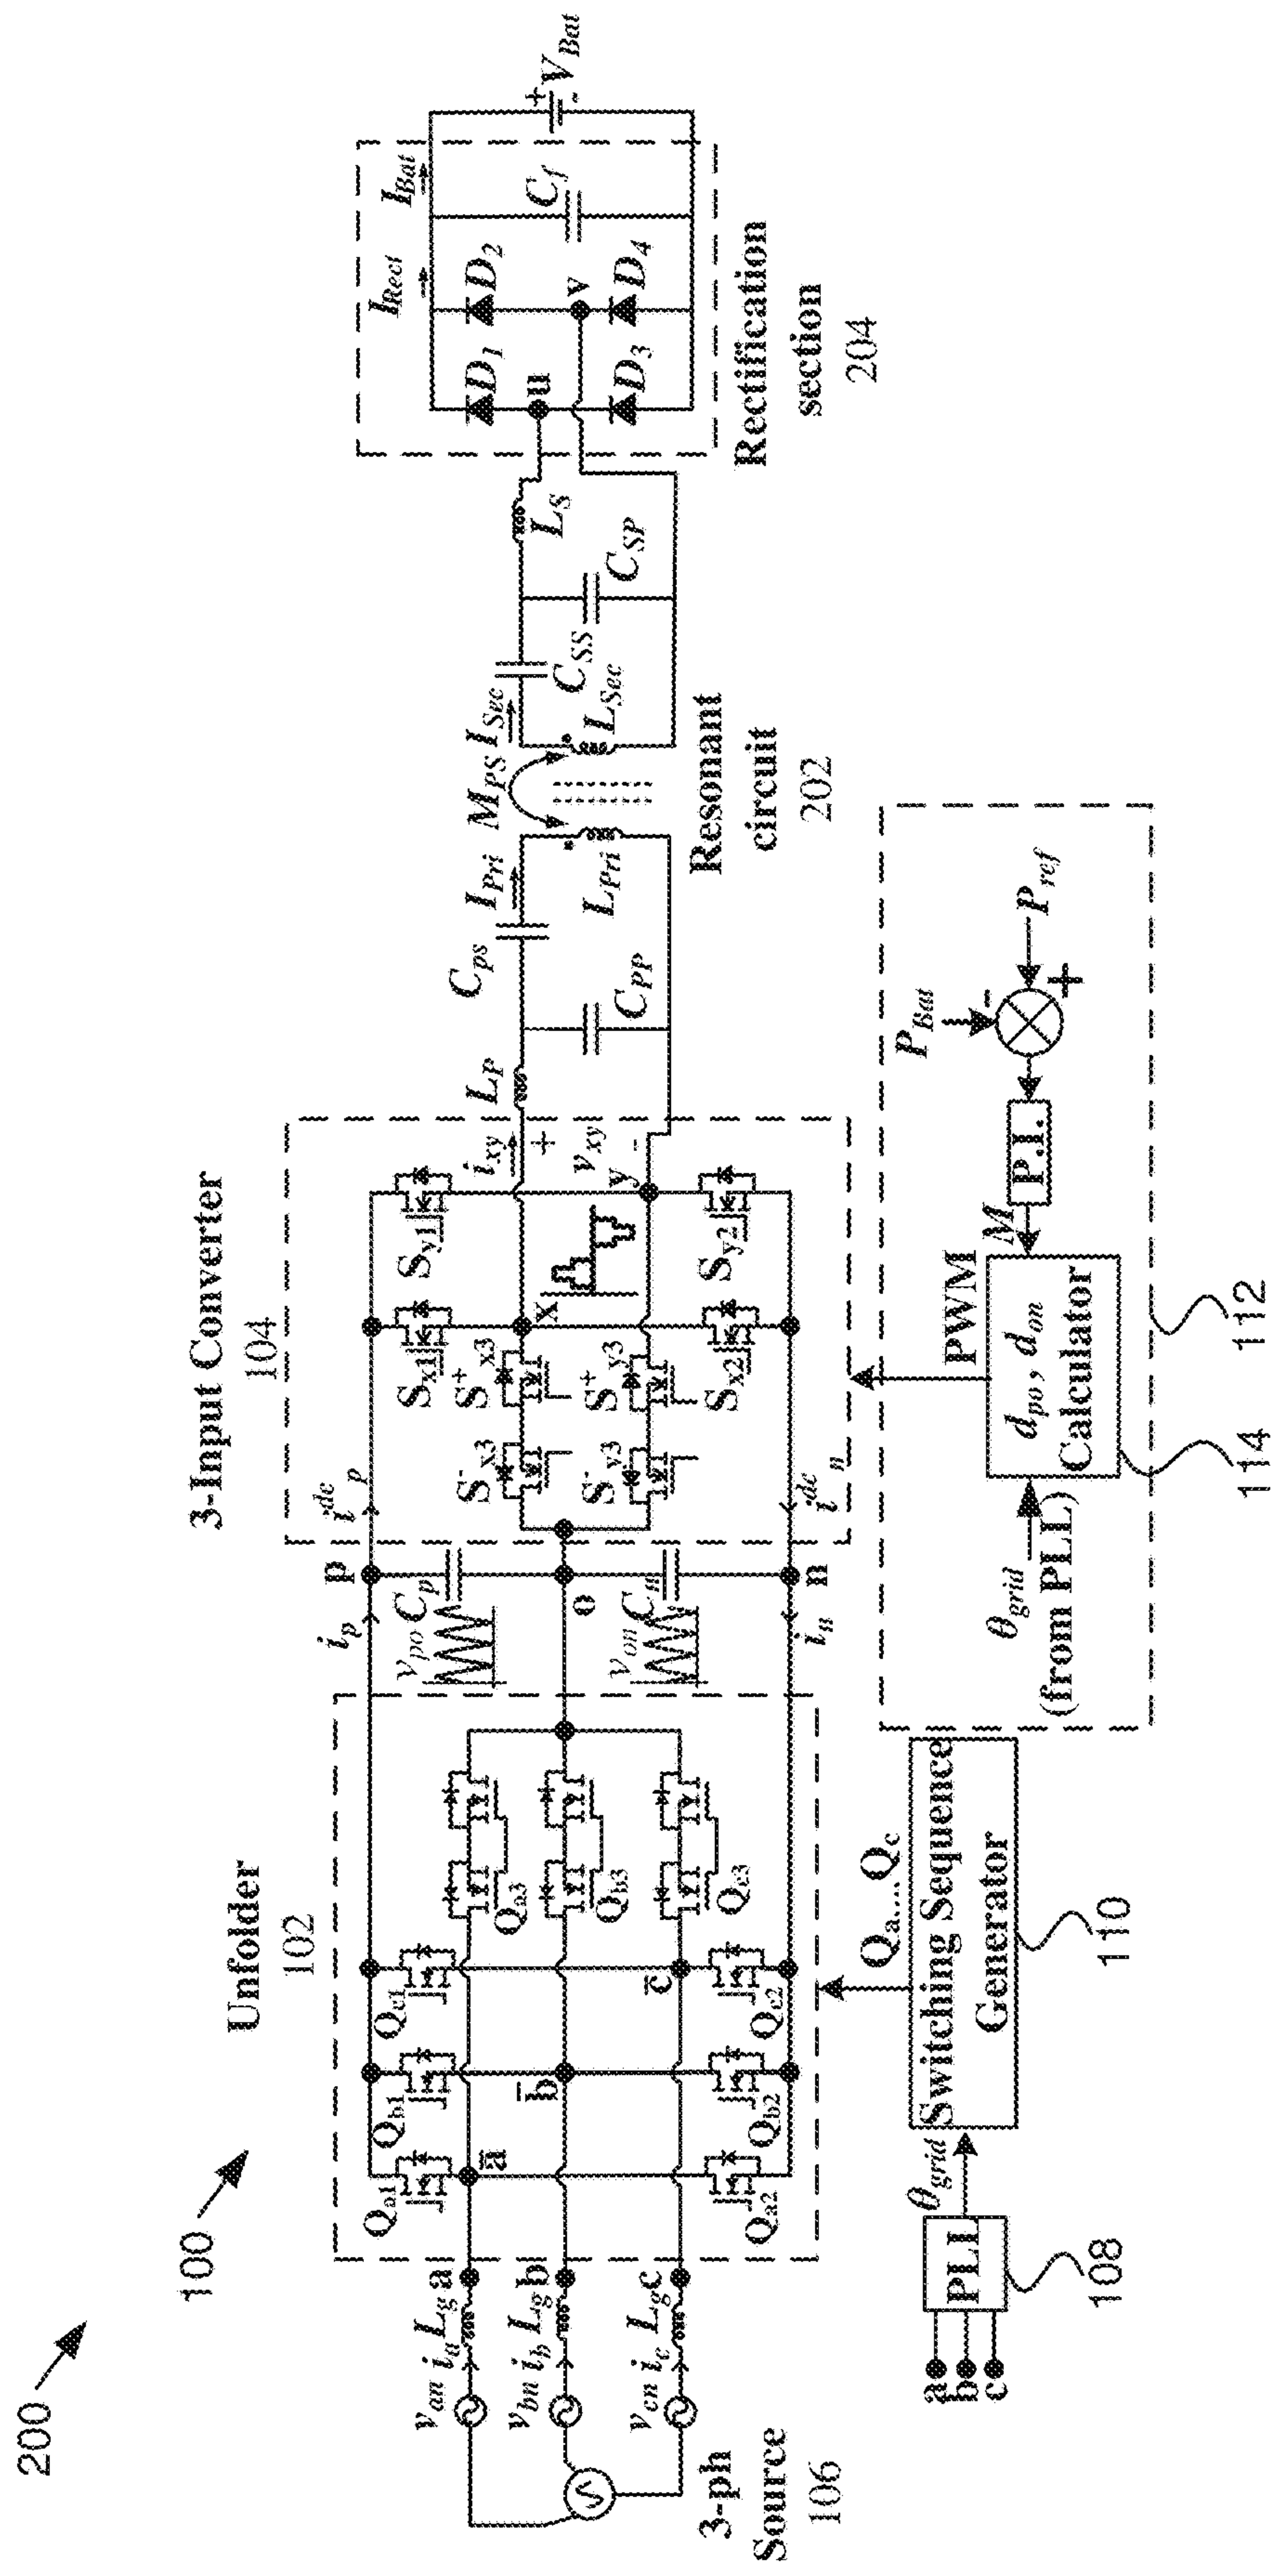 200
100
Unfolder
102
3-Input Converter
104
3-ph
Source
106
v_an i_a L_g a
v_bn i_b L_g b
v_cn i_c L_g c
Q_a1
Q_b1
Q_c1
a̅
b̅
c̅
Q_a3
Q_b3
Q_c3
Q_a2
Q_b2
Q_c2
i_p
p
i^dc_p
v_po C_p
o
v_on C_n
i_n
n
i^dc_n
S^-_x3
S^+_x3
S_x1
S_y1
S^-_y3
S^+_y3
S_x2
S_y2
x
y
i_xy
+
v_xy
-
L_P
C_ps
I_Pri
C_PP
L_Pri
M_PS
I_Sec
L_Sec
C_SS
C_SP
L_S
Resonant
circuit
202
I_Rect
I_Bat
D_1
D_2
u
v
D_3
D_4
C_f
+
V_Bat
-
Rectification
section
204
a
b
c
PLL
108
θ_grid
Switching Sequence
Generator
110
Q_a....Q_c
θ_grid
(from PLL)
d_po, d_on
Calculator
114
PWM
M
P.I.
P_Bat
-
+
P_ref
112